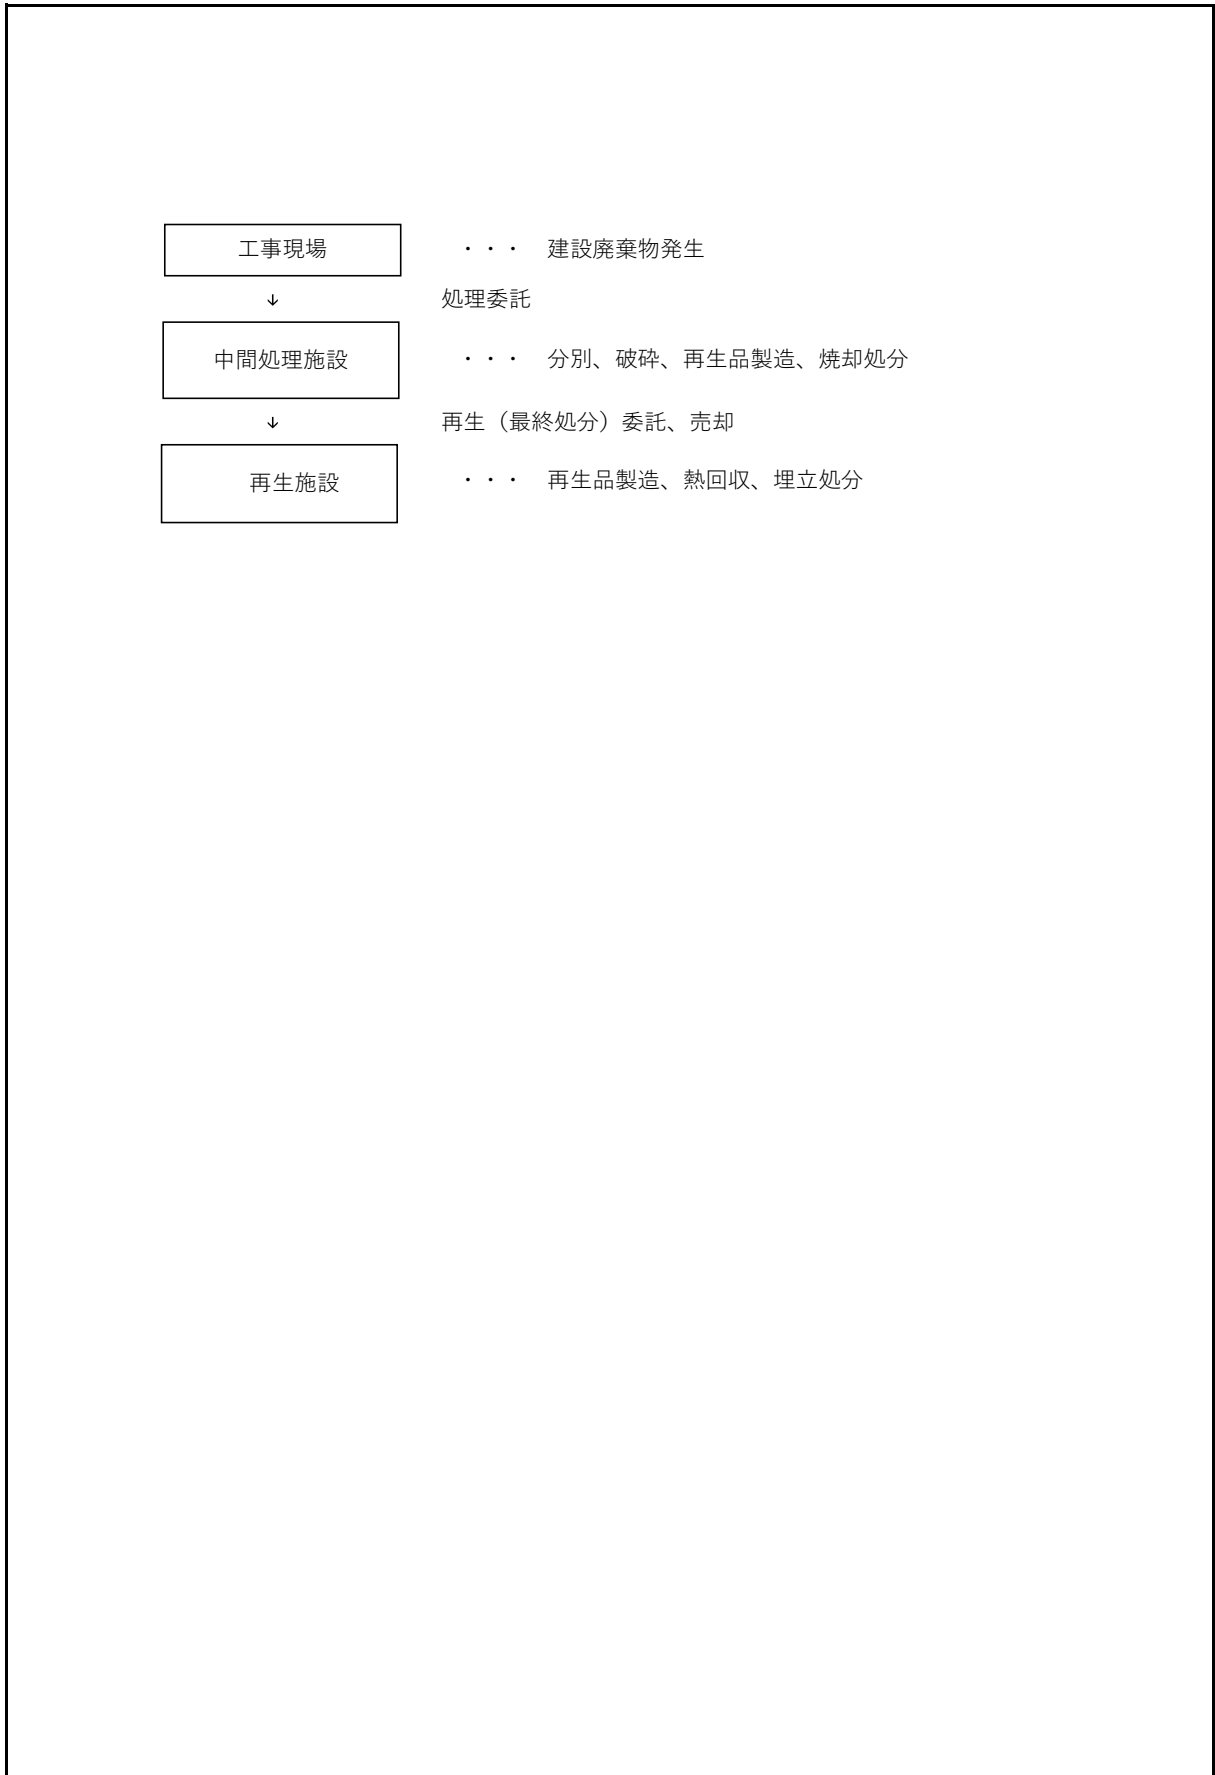 工事現場　・・・　建設廃棄物発生
↓　処理委託
中間処理施設　・・・　分別、破砕、再生品製造、焼却処分
↓　再生（最終処分）委託、売却
再生施設　・・・　再生品製造、熱回収、埋立処分